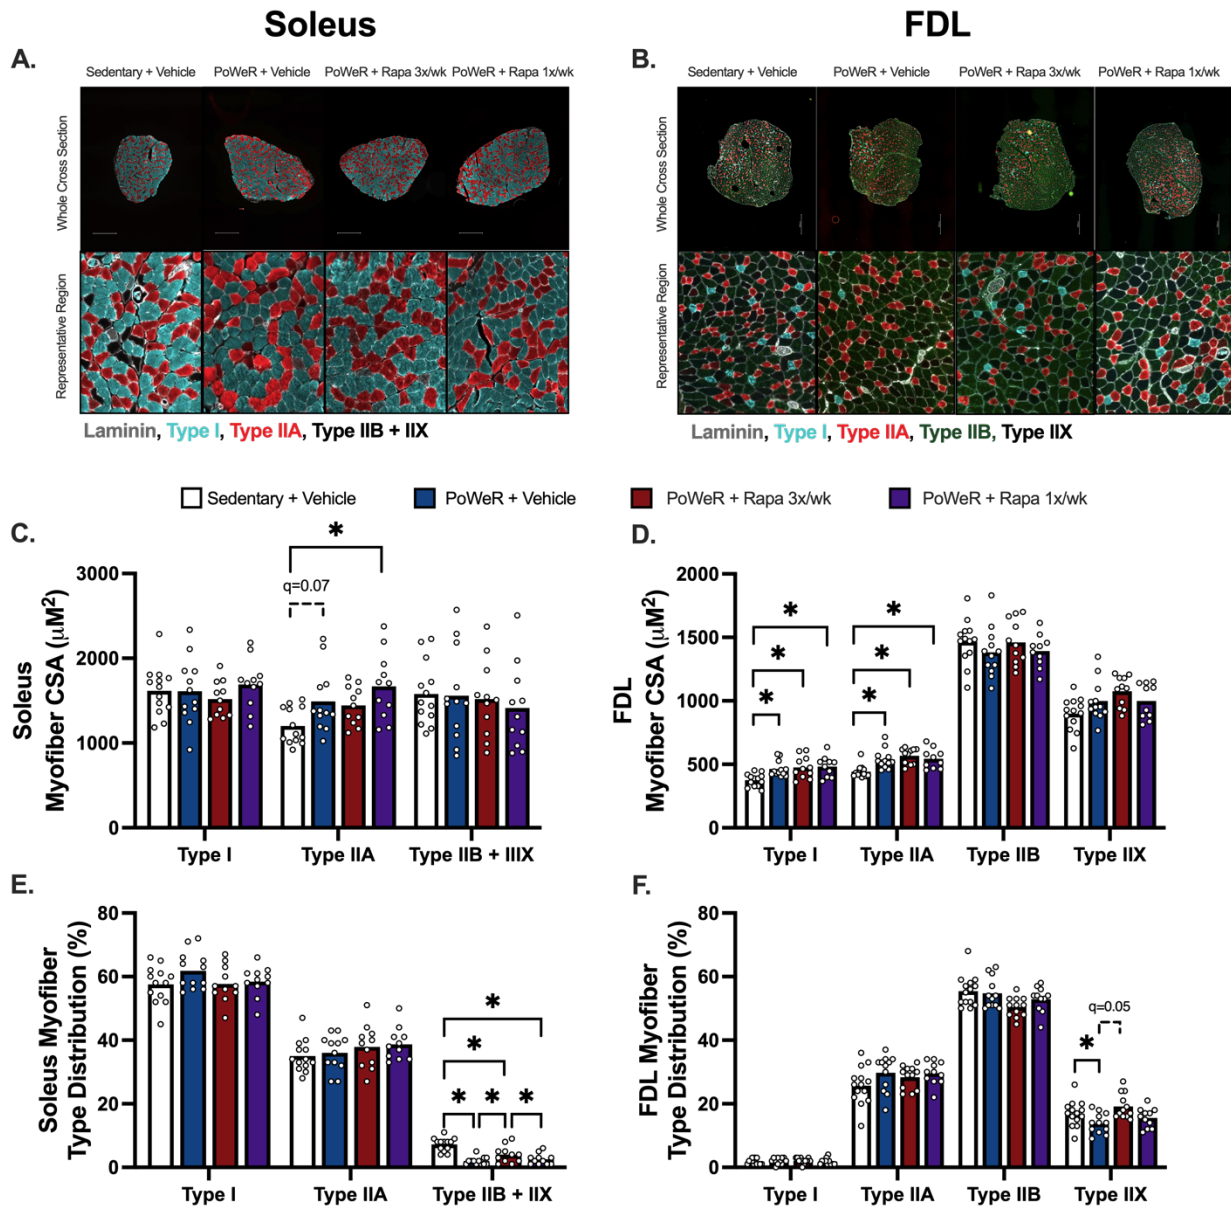 Soleus
FDL
A.
Sedentary + Vehicle
PoWeR + Vehicle
PoWeR + Rapa 3x/wk
PoWeR + Rapa 1x/wk
Whole Cross Section
Representative Region
Laminin, Type I, Type IIA, Type IIB + IIX
B.
Sedentary + Vehicle
PoWeR + Vehicle
PoWeR + Rapa 3x/wk
PoWeR + Rapa 1x/wk
Whole Cross Section
Representative Region
Laminin, Type I, Type IIA, Type IIB, Type IIX
Sedentary + Vehicle
PoWeR + Vehicle
PoWeR + Rapa 3x/wk
PoWeR + Rapa 1x/wk
C.
Soleus
Myofiber CSA (μM²)
3000
2000
1000
0
q=0.07
*
Type I
Type IIA
Type IIB + IIIX
D.
FDL
Myofiber CSA (μM²)
2000
1500
1000
500
0
*
*
*
*
*
*
Type I
Type IIA
Type IIB
Type IIX
E.
Soleus Myofiber
Type Distribution (%)
80
60
40
20
0
*
*
* * *
Type I
Type IIA
Type IIB + IIX
F.
FDL Myofiber
Type Distribution (%)
80
60
40
20
0
q=0.05
*
Type I
Type IIA
Type IIB
Type IIX